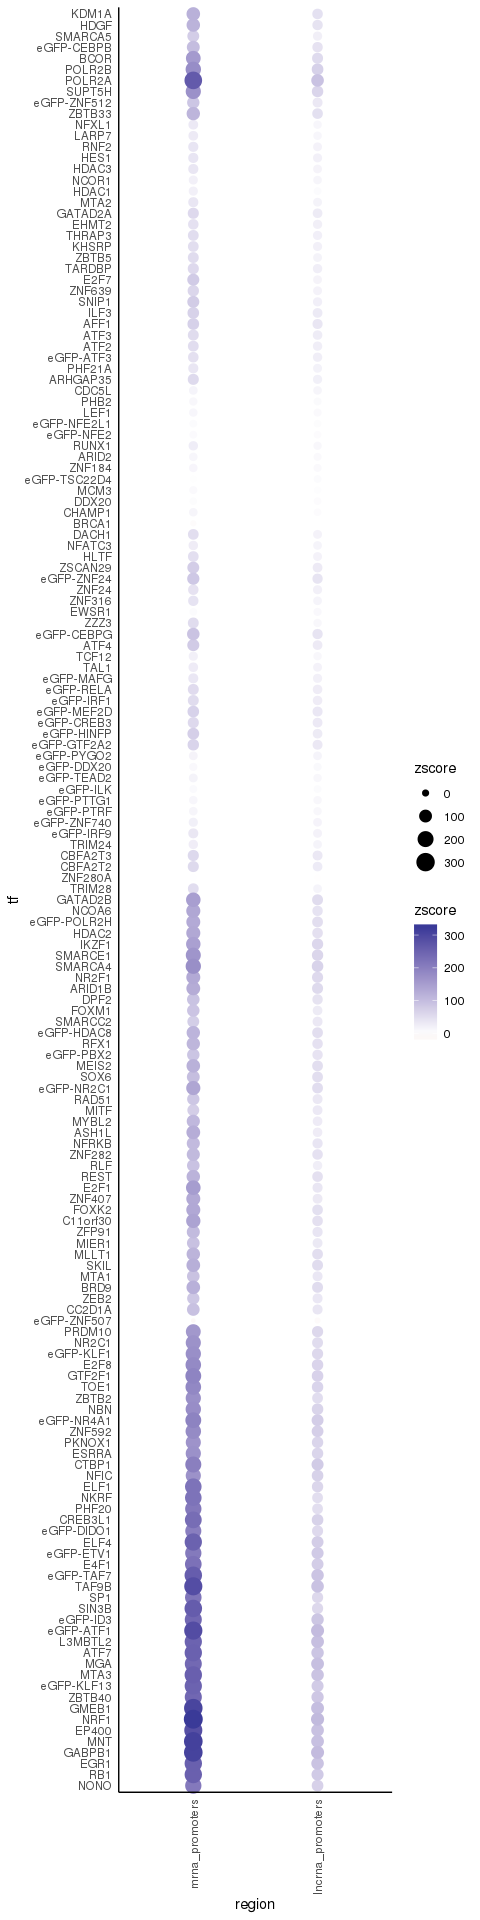 KDM1A
HDGF
SMARCA5
eGFP-CEBPB
BCOR
POLR2B
POLR2A
SUPT5H
eGFP-ZNF512
ZBTB33
NFXL1
LARP7
RNF2
HES1
HDAC3
NCOR1
HDAC1
MTA2
GATAD2A
EHMT2
THRAP3
KHSRP
ZBTB5
TARDBP
E2F7
ZNF639
SNIP1
ILF3
AFF1
ATF3
ATF2
eGFP-ATF3
PHF21A
ARHGAP35
CDC5L
PHB2
LEF1
eGFP-NFE2L1
eGFP-NFE2
RUNX1
ARID2
ZNF184
eGFP-TSC22D4
MCM3
DDX20
CHAMP1
BRCA1
DACH1
NFATC3
HLTF
ZSCAN29
eGFP-ZNF24
ZNF24
ZNF316
EWSR1
ZZZ3
eGFP-CEBPG
ATF4
TCF12
TAL1
eGFP-MAFG
eGFP-RELA
eGFP-IRF1
eGFP-MEF2D
eGFP-CREB3
eGFP-HINFP
eGFP-GTF2A2
eGFP-PYGO2
eGFP-DDX20
eGFP-TEAD2
eGFP-ILK
eGFP-PTTG1
eGFP-PTRF
eGFP-ZNF740
eGFP-IRF9
TRIM24
CBFA2T3
CBFA2T2
ZNF280A
TRIM28
GATAD2B
NCOA6
eGFP-POLR2H
HDAC2
IKZF1
SMARCE1
SMARCA4
NR2F1
ARID1B
DPF2
FOXM1
SMARCC2
eGFP-HDAC8
RFX1
eGFP-PBX2
MEIS2
SOX6
eGFP-NR2C1
RAD51
MITF
MYBL2
ASH1L
NFRKB
ZNF282
RLF
REST
E2F1
ZNF407
FOXK2
C11orf30
ZFP91
MIER1
MLLT1
SKIL
MTA1
BRD9
ZEB2
CC2D1A
eGFP-ZNF507
PRDM10
NR2C1
eGFP-KLF1
E2F8
GTF2F1
TOE1
ZBTB2
NBN
eGFP-NR4A1
ZNF592
PKNOX1
ESRRA
CTBP1
NFIC
ELF1
NKRF
PHF20
CREB3L1
eGFP-DIDO1
ELF4
eGFP-ETV1
E4F1
eGFP-TAF7
TAF9B
SP1
SIN3B
eGFP-ID3
eGFP-ATF1
L3MBTL2
ATF7
MGA
MTA3
eGFP-KLF13
ZBTB40
GMEB1
NRF1
EP400
MNT
GABPB1
EGR1
RB1
NONO
tf
mrna_promoters
lncrna_promoters
region
zscore
0
100
200
300
zscore
300
200
100
0